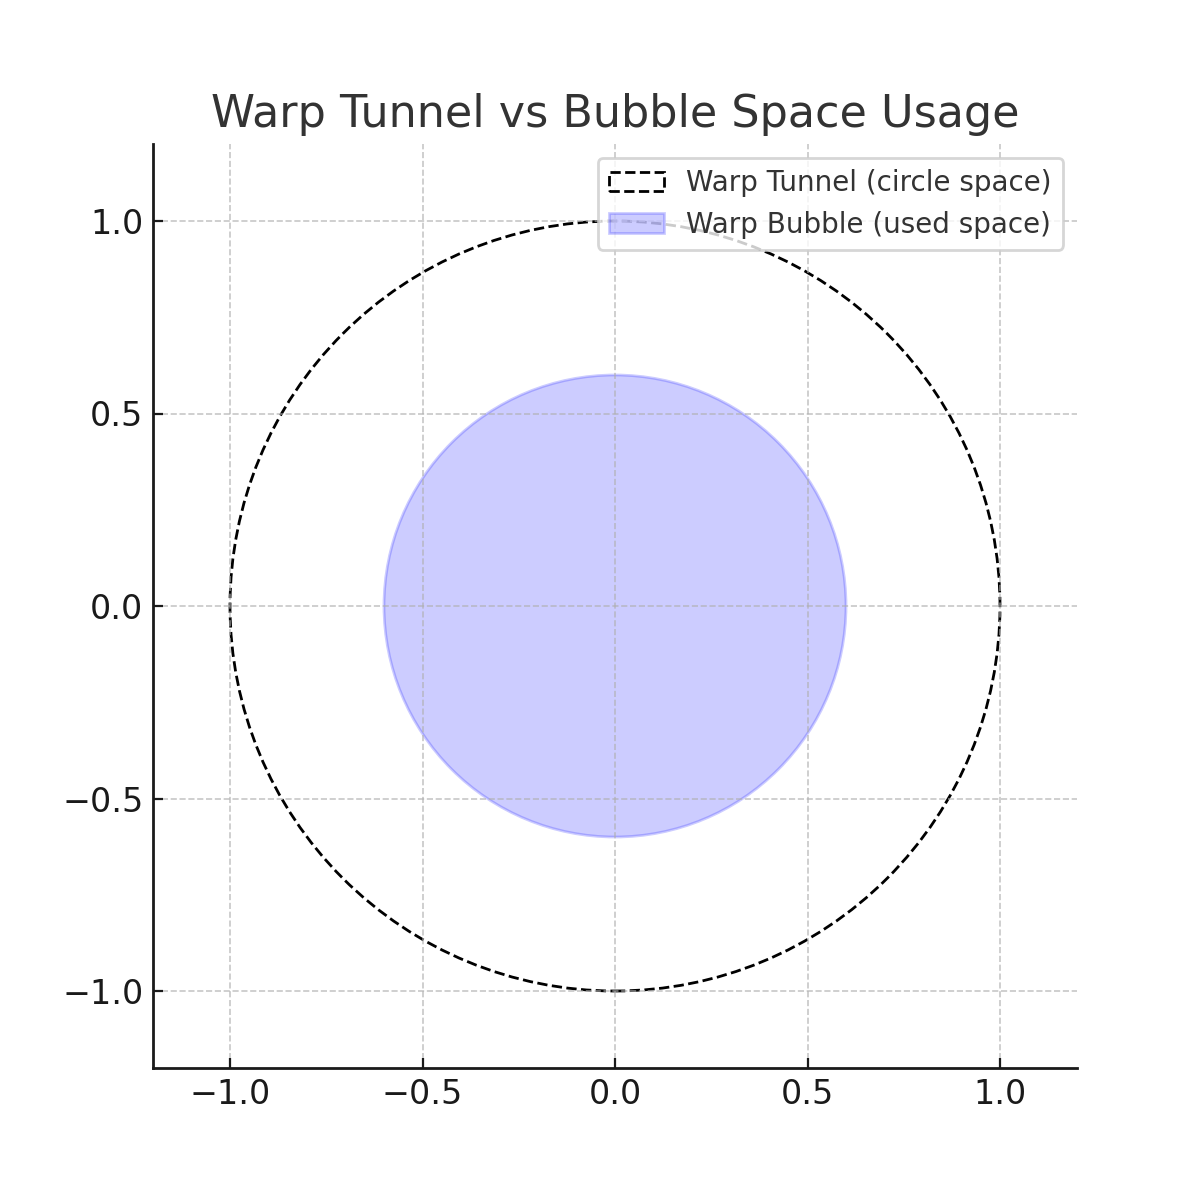 Warp Tunnel vs Bubble Space Usage
Warp Tunnel (circle space)
Warp Bubble (used space)
1.0
0.5
0.0
−0.5
−1.0
−1.0 −0.5 0.0 0.5 1.0